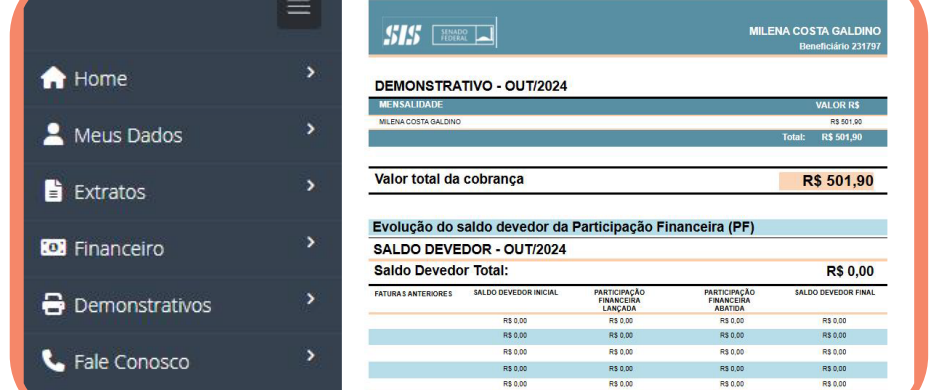 Home
Meus Dados
Extratos
Financeiro
Demonstrativos
Fale Conosco
SIS SENADO FEDERAL
MILENA COSTA GALDINO
Beneficiário 231797
DEMONSTRATIVO - OUT/2024
MENSALIDADE VALOR R$
MILENA COSTA GALDINO R$ 501,90
Total: R$ 501,90
Valor total da cobrança R$ 501,90
Evolução do saldo devedor da Participação Financeira (PF)
SALDO DEVEDOR - OUT/2024
Saldo Devedor Total: R$ 0,00
FATURAS ANTERIORES SALDO DEVEDOR INICIAL PARTICIPAÇÃO FINANCEIRA LANÇADA PARTICIPAÇÃO FINANCEIRA ABATIDA SALDO DEVEDOR FINAL
R$ 0,00 R$ 0,00 R$ 0,00 R$ 0,00
R$ 0,00 R$ 0,00 R$ 0,00 R$ 0,00
R$ 0,00 R$ 0,00 R$ 0,00 R$ 0,00
R$ 0,00 R$ 0,00 R$ 0,00 R$ 0,00
R$ 0,00 R$ 0,00 R$ 0,00 R$ 0,00